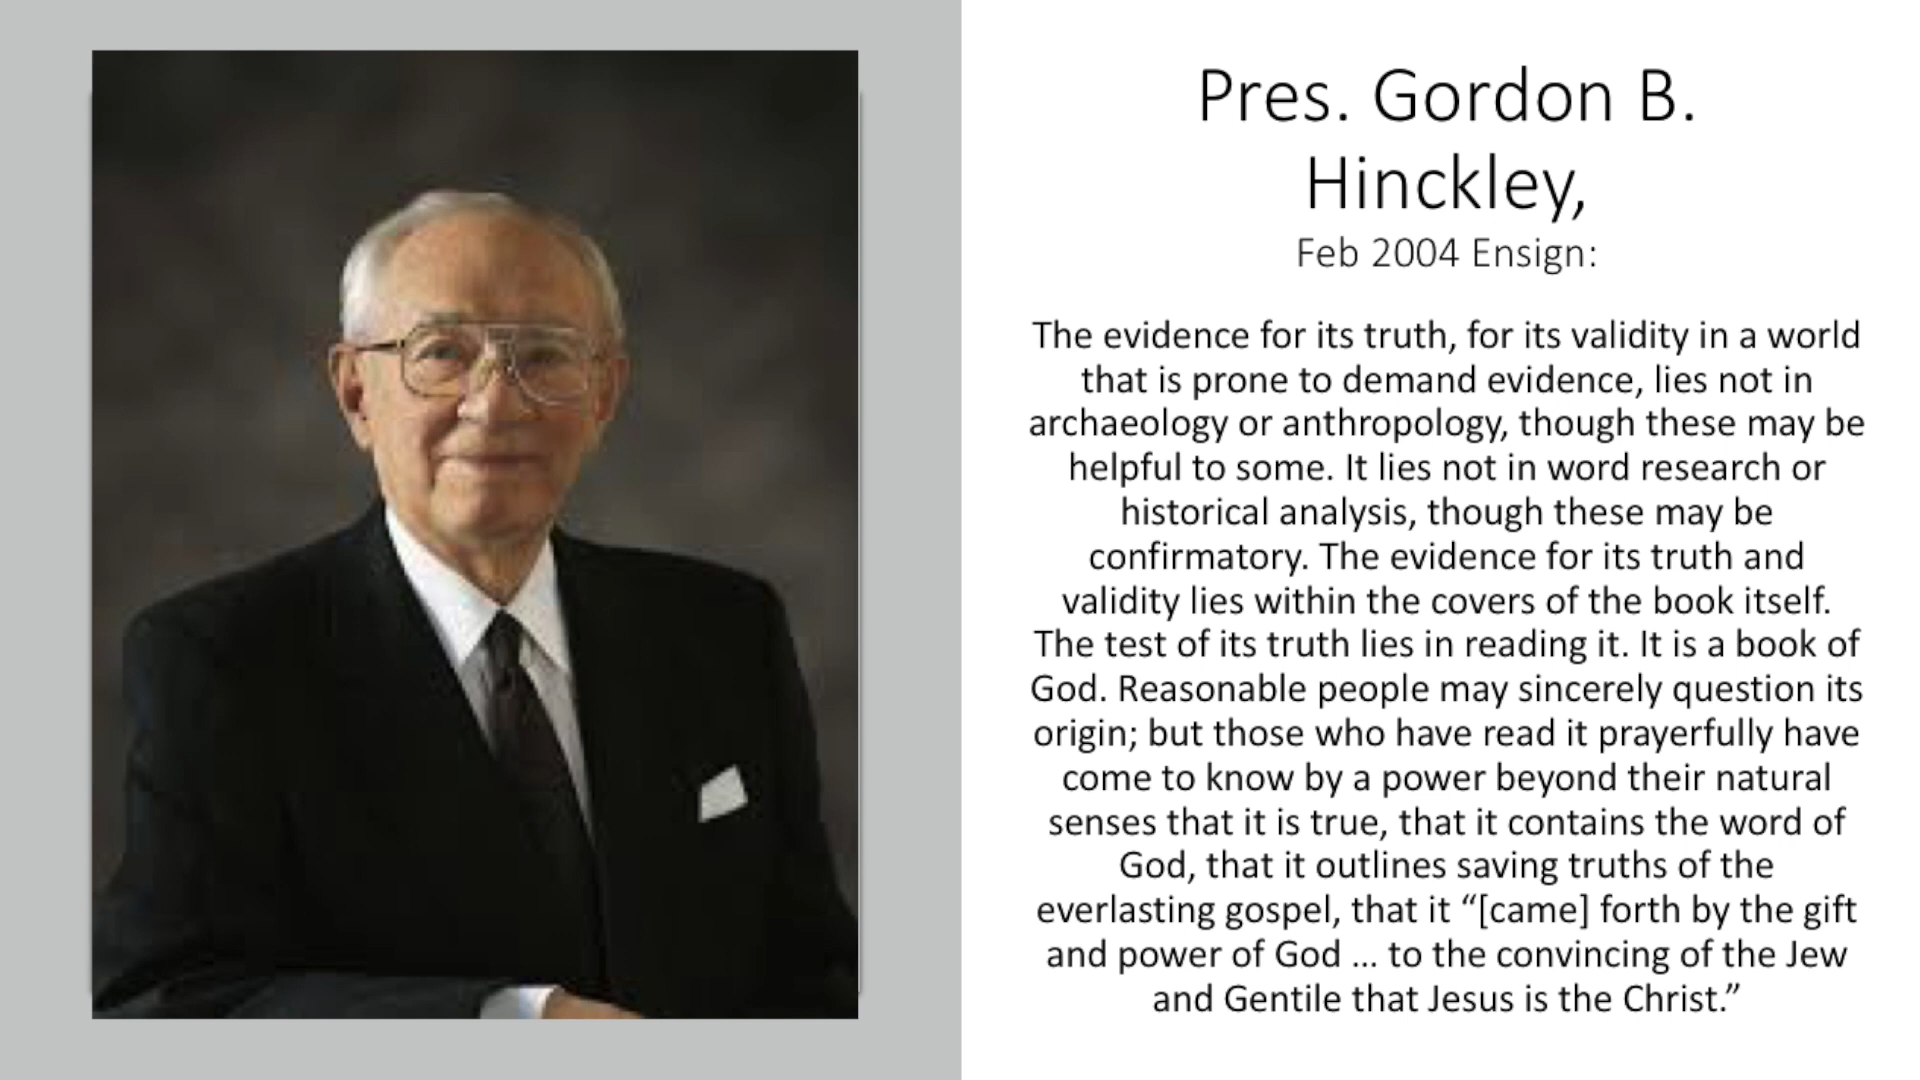 Pres. Gordon B.
Hinckley,
Feb 2004 Ensign:
The evidence for its truth, for its validity in a world
that is prone to demand evidence, lies not in
archaeology or anthropology, though these may be
helpful to some. It lies not in word research or
historical analysis, though these may be
confirmatory. The evidence for its truth and
validity lies within the covers of the book itself.
The test of its truth lies in reading it. It is a book of
God. Reasonable people may sincerely question its
origin; but those who have read it prayerfully have
come to know by a power beyond their natural
senses that it is true, that it contains the word of
God, that it outlines saving truths of the
everlasting gospel, that it “[came] forth by the gift
and power of God … to the convincing of the Jew
and Gentile that Jesus is the Christ.”